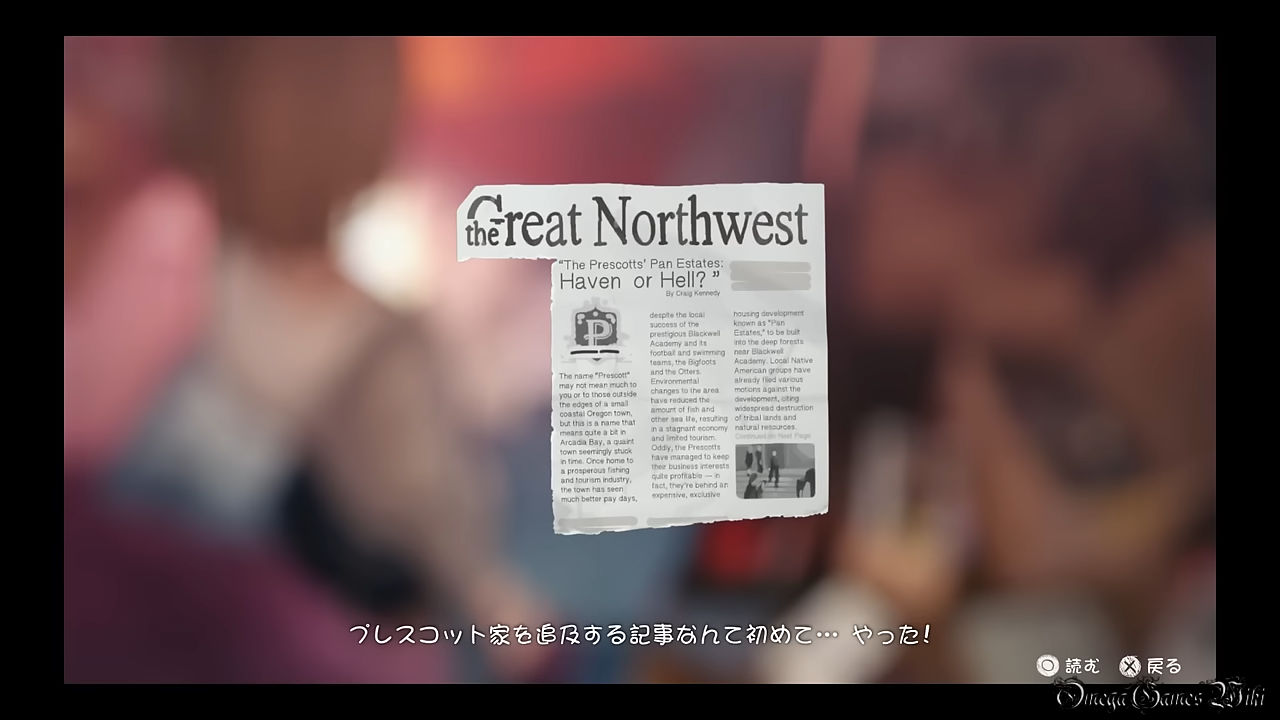 the Great Northwest
"The Prescotts' Pan Estates:
Haven or Hell?"
By Craig Kennedy
P
The name "Prescott"
may not mean much to
you or to those outside
the edges of a small
coastal Oregon town,
but this is a name that
means quite a bit in
Arcadia Bay, a quaint
town seemingly stuck
in time. Once home to
a prosperous fishing
and tourism industry,
the town has seen
much better pay days,
despite the local
success of the
prestigious Blackwell
Academy and its
football and swimming
teams, the Bigfoots
and the Otters.
Environmental
changes to the area
have reduced the
amount of fish and
other sea life, resulting
in a stagnant economy
and limited tourism.
Oddly, the Prescotts
have managed to keep
their business interests
quite profitable — in
fact, they're behind an
expensive, exclusive
housing development
known as "Pan
Estates," to be built
into the deep forests
near Blackwell
Academy. Local Native
American groups have
already filed various
motions against the
development, citing
widespread destruction
of tribal lands and
natural resources.
Continued on Next Page
プレスコット家を追及する記事なんて初めて… やった!
読む 戻る
Omega Games Wiki